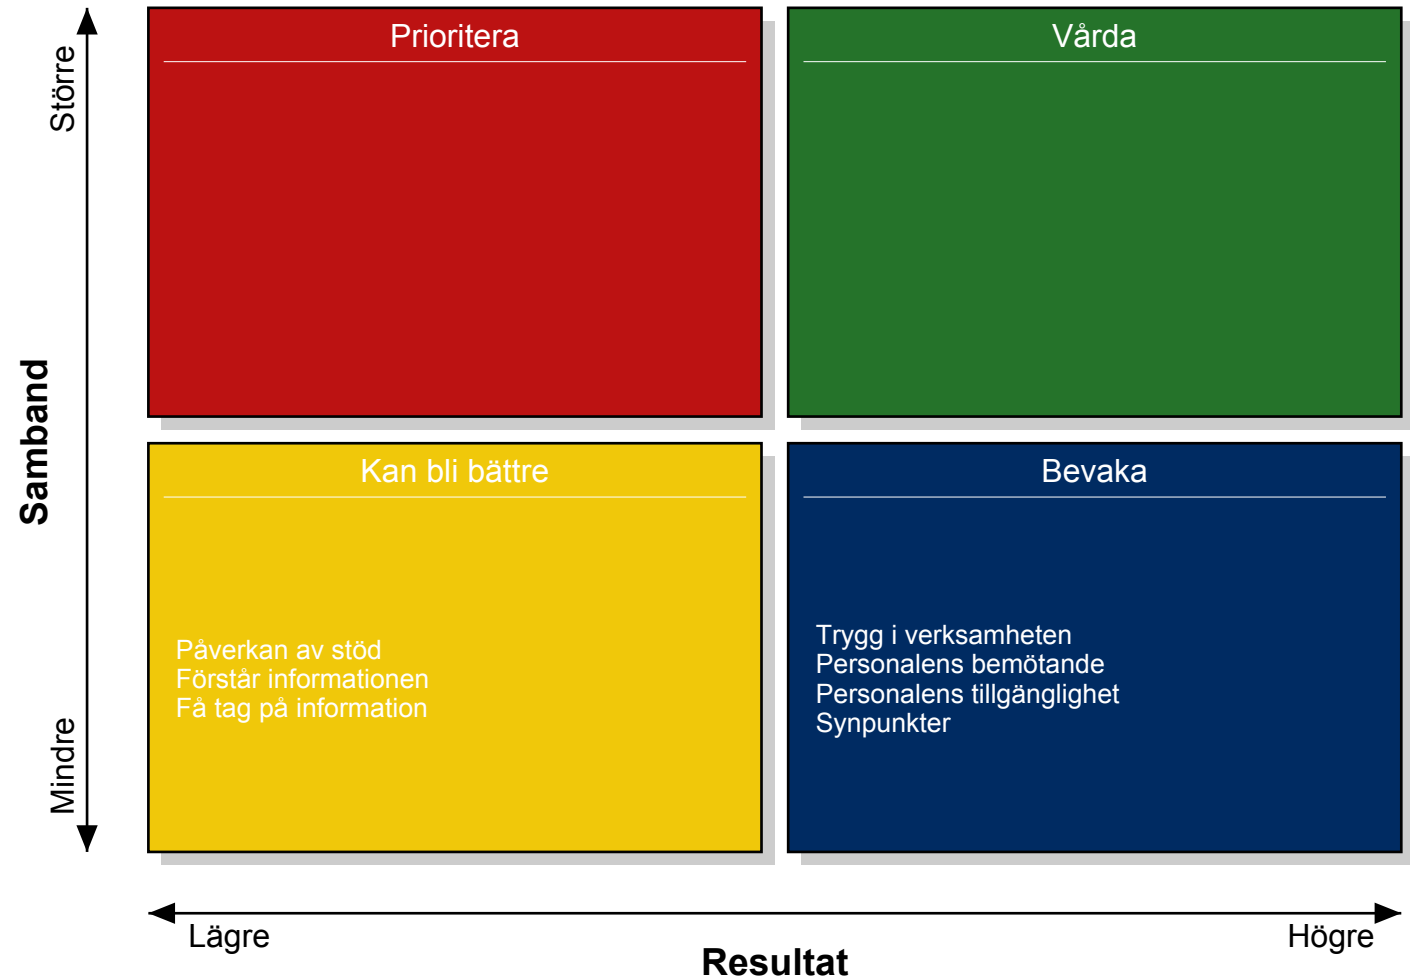 Prioritera
Vårda
Större
Samband
Mindre
Kan bli bättre
Påverkan av stöd
Förstår informationen
Få tag på information
Bevaka
Trygg i verksamheten
Personalens bemötande
Personalens tillgänglighet
Synpunkter
Lägre
Högre
Resultat